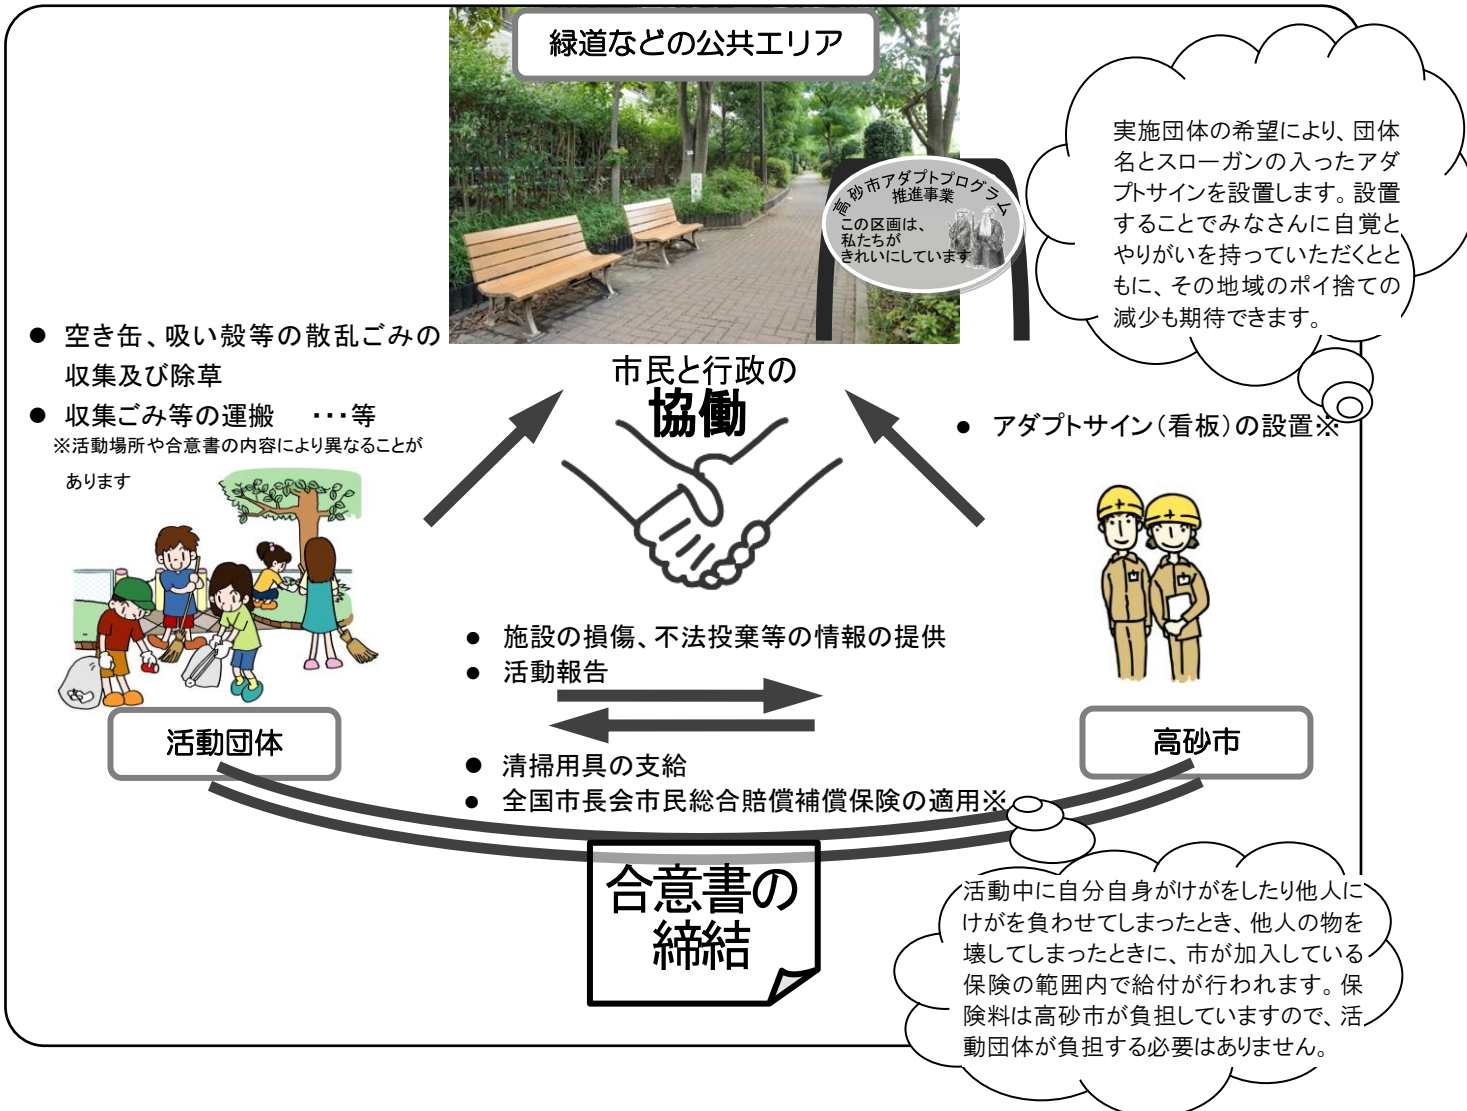 緑道などの公共エリア
実施団体の希望により、団体
名とスローガンの入ったアダ
プトサインを設置します。設置
することでみなさんに自覚と
やりがいを持っていただくとと
もに、その地域のポイ捨ての
減少も期待できます。
高砂市アダプトプログラム
推進事業
この区画は、
私たちが
きれいにしています
● 空き缶、吸い殻等の散乱ごみの
収集及び除草
● 収集ごみ等の運搬　・・・等
※活動場所や合意書の内容により異なることが
あります
市民と行政の
協働
● アダプトサイン（看板）の設置※
● 施設の損傷、不法投棄等の情報の提供
● 活動報告
活動団体
高砂市
● 清掃用具の支給
● 全国市長会市民総合賠償補償保険の適用※
合意書の
締結
活動中に自分自身がけがをしたり他人に
けがを負わせてしまったとき、他人の物を
壊してしまったときに、市が加入している
保険の範囲内で給付が行われます。保
険料は高砂市が負担していますので、活
動団体が負担する必要はありません。